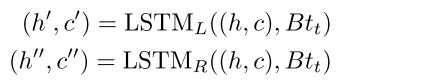 (h′, c′) = LSTM_L((h, c), Bt_t)
(h′′, c′′) = LSTM_R((h, c), Bt_t)